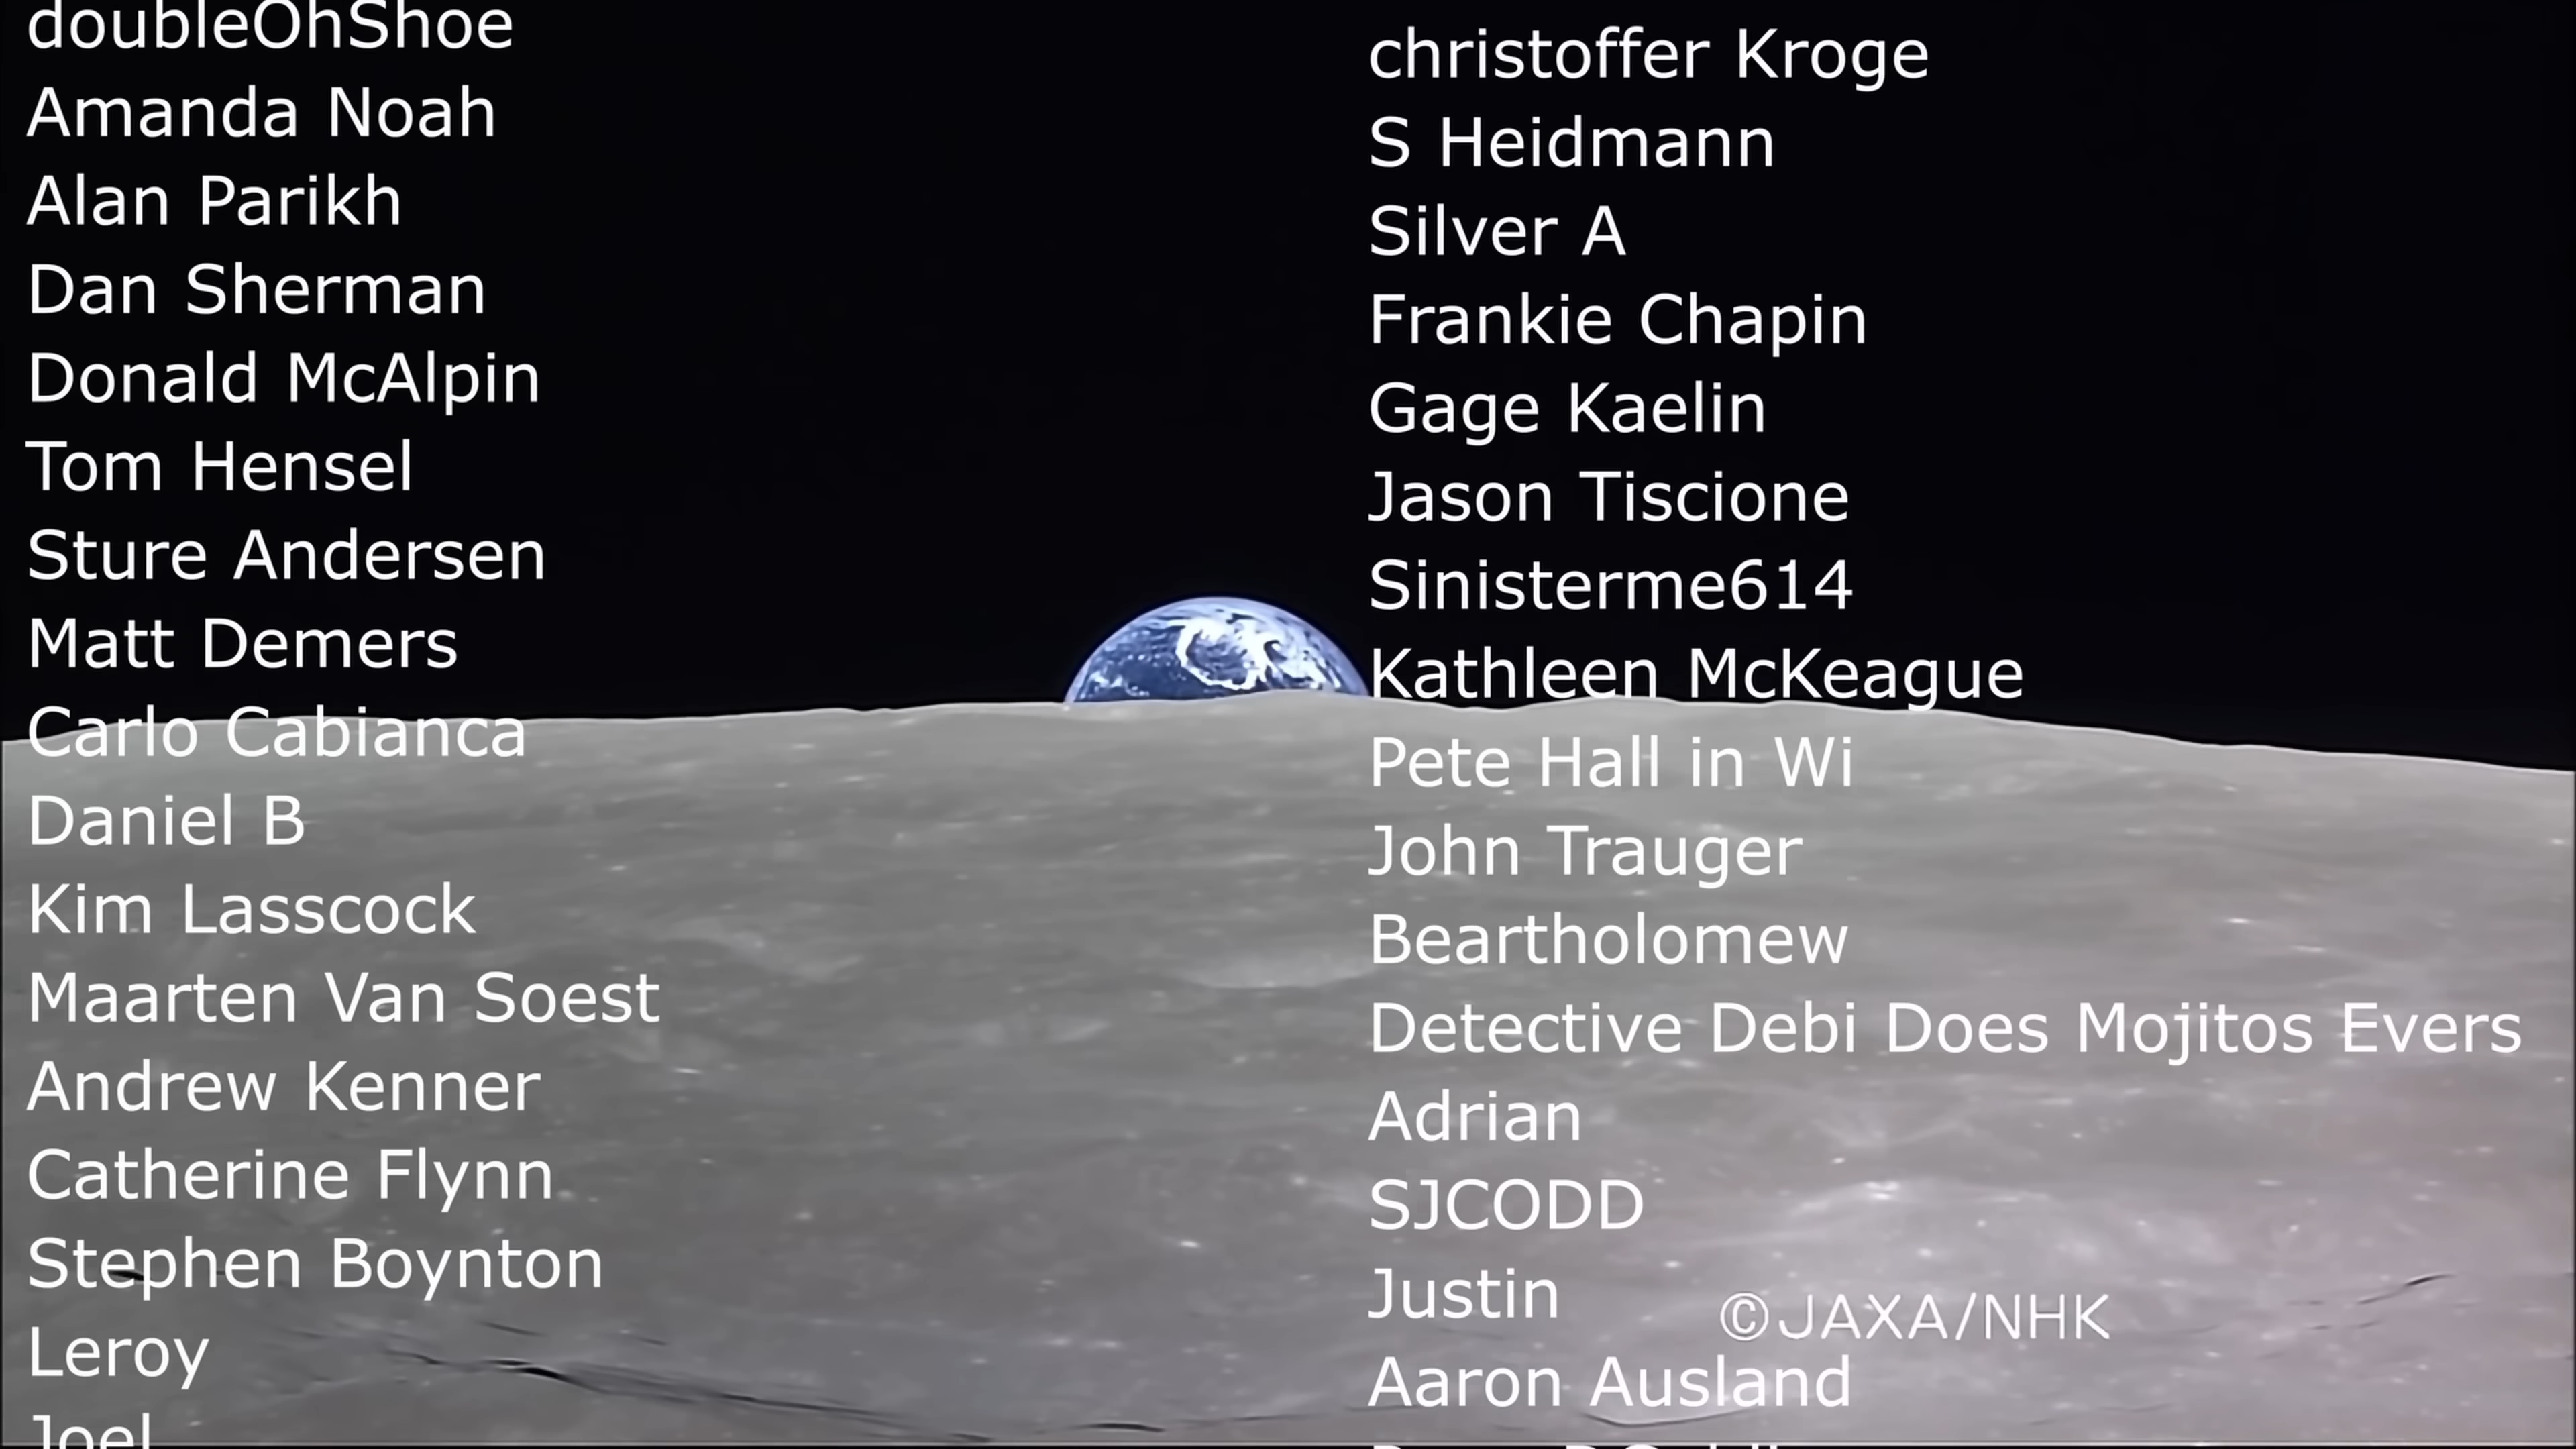 doubleOhShoe
Amanda Noah
Alan Parikh
Dan Sherman
Donald McAlpin
Tom Hensel
Sture Andersen
Matt Demers
Carlo Cabianca
Daniel B
Kim Lasscock
Maarten Van Soest
Andrew Kenner
Catherine Flynn
Stephen Boynton
Leroy
Joel
christoffer Kroge
S Heidmann
Silver A
Frankie Chapin
Gage Kaelin
Jason Tiscione
Sinisterme614
Kathleen McKeague
Pete Hall in Wi
John Trauger
Beartholomew
Detective Debi Does Mojitos Evers
Adrian
SJCODD
Justin
©JAXA/NHK
Aaron Ausland